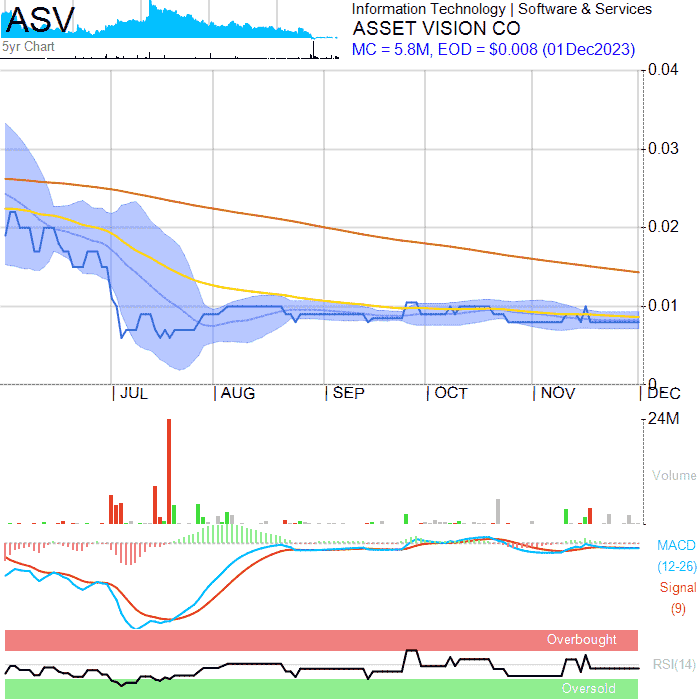 ASV
5yr Chart
Information Technology | Software & Services
ASSET VISION CO
MC = 5.8M, EOD = $0.008 (01Dec2023)
0.04
0.03
0.02
0.01
0
JUL AUG SEP OCT NOV DEC
24M
Volume
MACD
(12-26)
Signal
(9)
Overbought
RSI(14)
Oversold